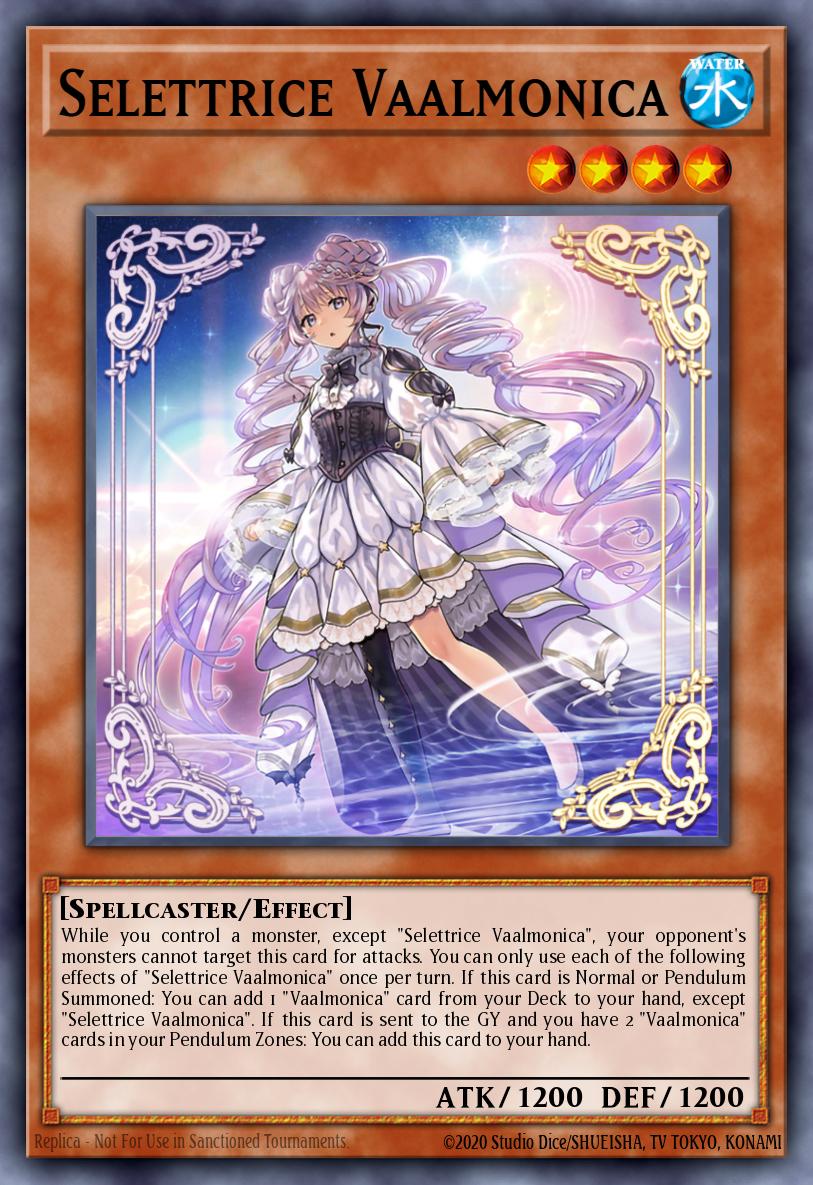 Selettrice Vaalmonica
WATER
水
[Spellcaster/Effect]
While you control a monster, except "Selettrice Vaalmonica", your opponent's
monsters cannot target this card for attacks. You can only use each of the following
effects of "Selettrice Vaalmonica" once per turn. If this card is Normal or Pendulum
Summoned: You can add 1 "Vaalmonica" card from your Deck to your hand, except
"Selettrice Vaalmonica". If this card is sent to the GY and you have 2 "Vaalmonica"
cards in your Pendulum Zones: You can add this card to your hand.
ATK/1200 DEF/1200
Replica - Not For Use in Sanctioned Tournaments.
©2020 Studio Dice/SHUEISHA, TV TOKYO, KONAMI